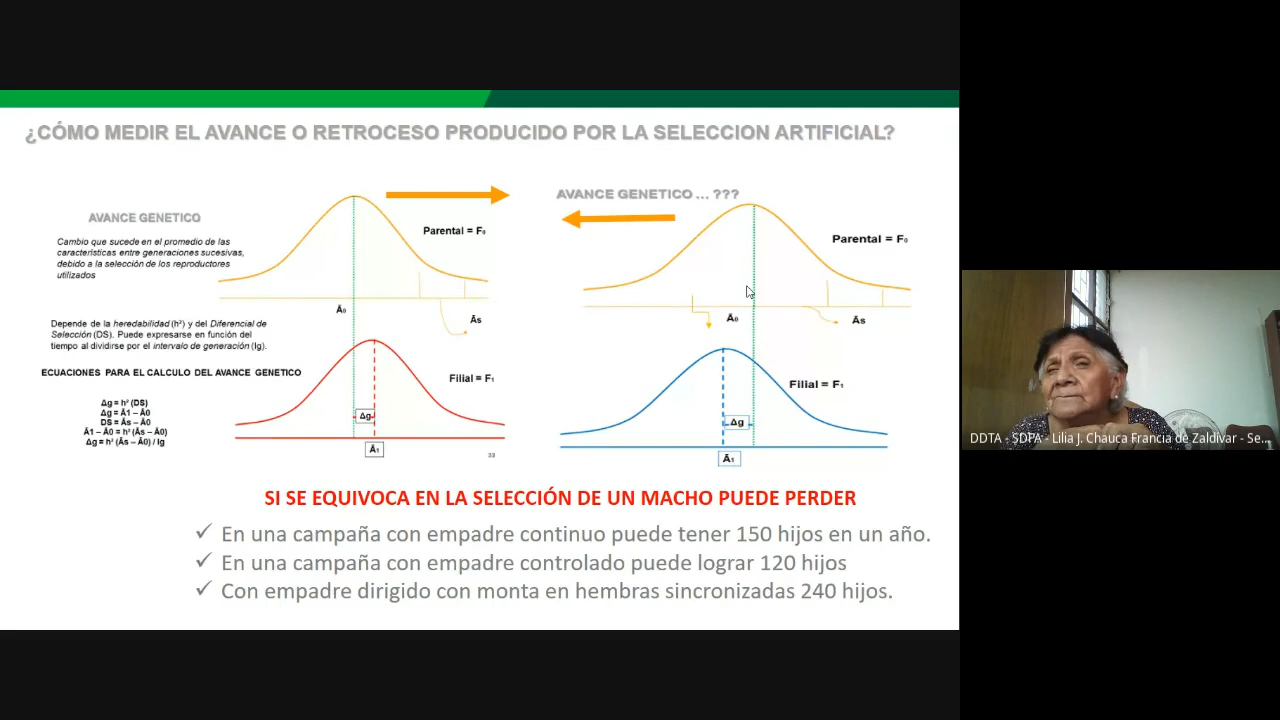 ¿CÓMO MEDIR EL AVANCE O RETROCESO PRODUCIDO POR LA SELECCION ARTIFICIAL?
AVANCE GENETICO
Cambio que sucede en el promedio de las
características entre generaciones sucesivas,
debido a la selección de los reproductores
utilizados
Parental = F₀
Ā₀
Ās
Depende de la heredabilidad (h²) y del Diferencial de
Selección (DS). Puede expresarse en función del
tiempo al dividirse por el intervalo de generación (Ig).
ECUACIONES PARA EL CALCULO DEL AVANCE GENETICO
Δg = h² (DS)
Δg = Ā1 – Ā0
DS = Ās – Ā0
Ā1 – Ā0 = h² (Ās – Ā0)
Δg = h² (Ās – Ā0) / Ig
Filial = F₁
Δg
Ā₁
33
AVANCE GENETICO ... ???
Parental = F₀
Ā₀
Ās
Filial = F₁
Δg
Ā₁
SI SE EQUIVOCA EN LA SELECCIÓN DE UN MACHO PUEDE PERDER
✓ En una campaña con empadre continuo puede tener 150 hijos en un año.
✓ En una campaña con empadre controlado puede lograr 120 hijos
✓ Con empadre dirigido con monta en hembras sincronizadas 240 hijos.
DDTA - SDPA - Lilia J. Chauca Francia de Zaldívar - Se...